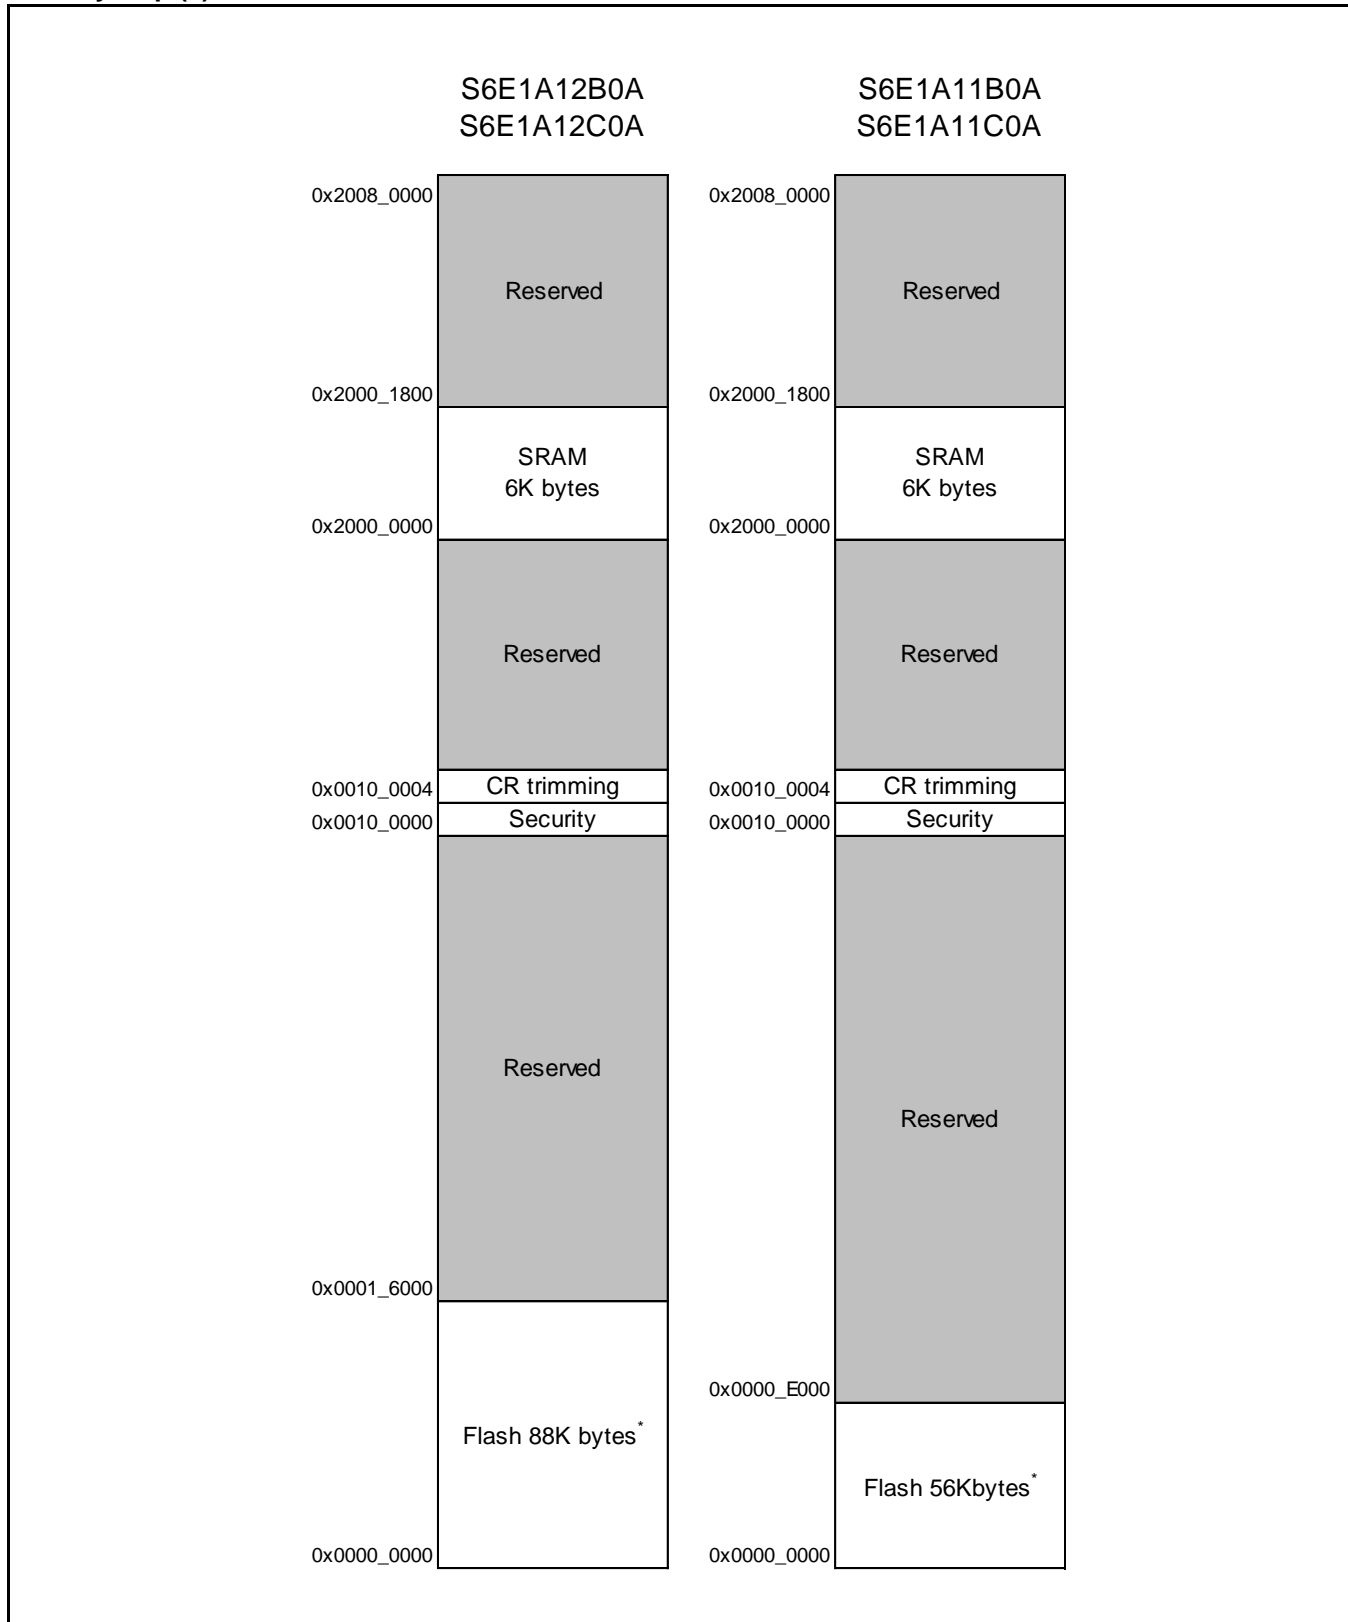 S6E1A12B0A
S6E1A12C0A
0x2008_0000
Reserved
0x2000_1800
SRAM
6K bytes
0x2000_0000
Reserved
0x0010_0004
CR trimming
0x0010_0000
Security
Reserved
0x0001_6000
Flash 88K bytes*
0x0000_0000
S6E1A11B0A
S6E1A11C0A
0x2008_0000
Reserved
0x2000_1800
SRAM
6K bytes
0x2000_0000
Reserved
0x0010_0004
CR trimming
0x0010_0000
Security
Reserved
0x0000_E000
Flash 56Kbytes*
0x0000_0000